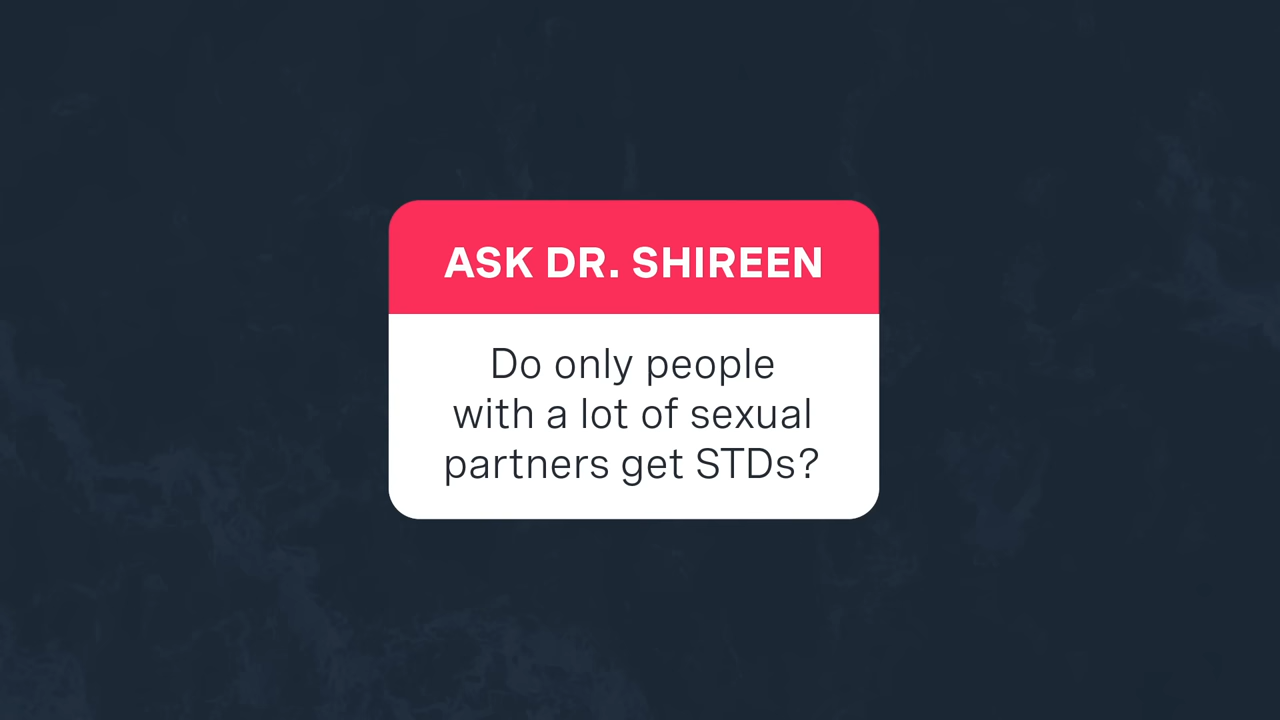 ASK DR. SHIREEN
Do only people
with a lot of sexual
partners get STDs?